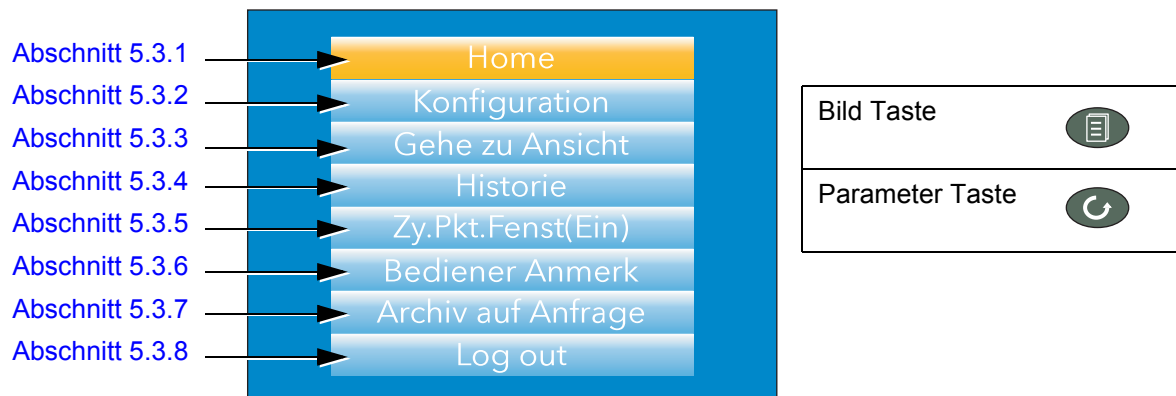 Abschnitt 5.3.1
Home
Abschnitt 5.3.2
Konfiguration
Abschnitt 5.3.3
Gehe zu Ansicht
Abschnitt 5.3.4
Historie
Abschnitt 5.3.5
Zy.Pkt.Fenst(Ein)
Abschnitt 5.3.6
Bediener Anmerk
Abschnitt 5.3.7
Archiv auf Anfrage
Abschnitt 5.3.8
Log out
Bild Taste
Parameter Taste